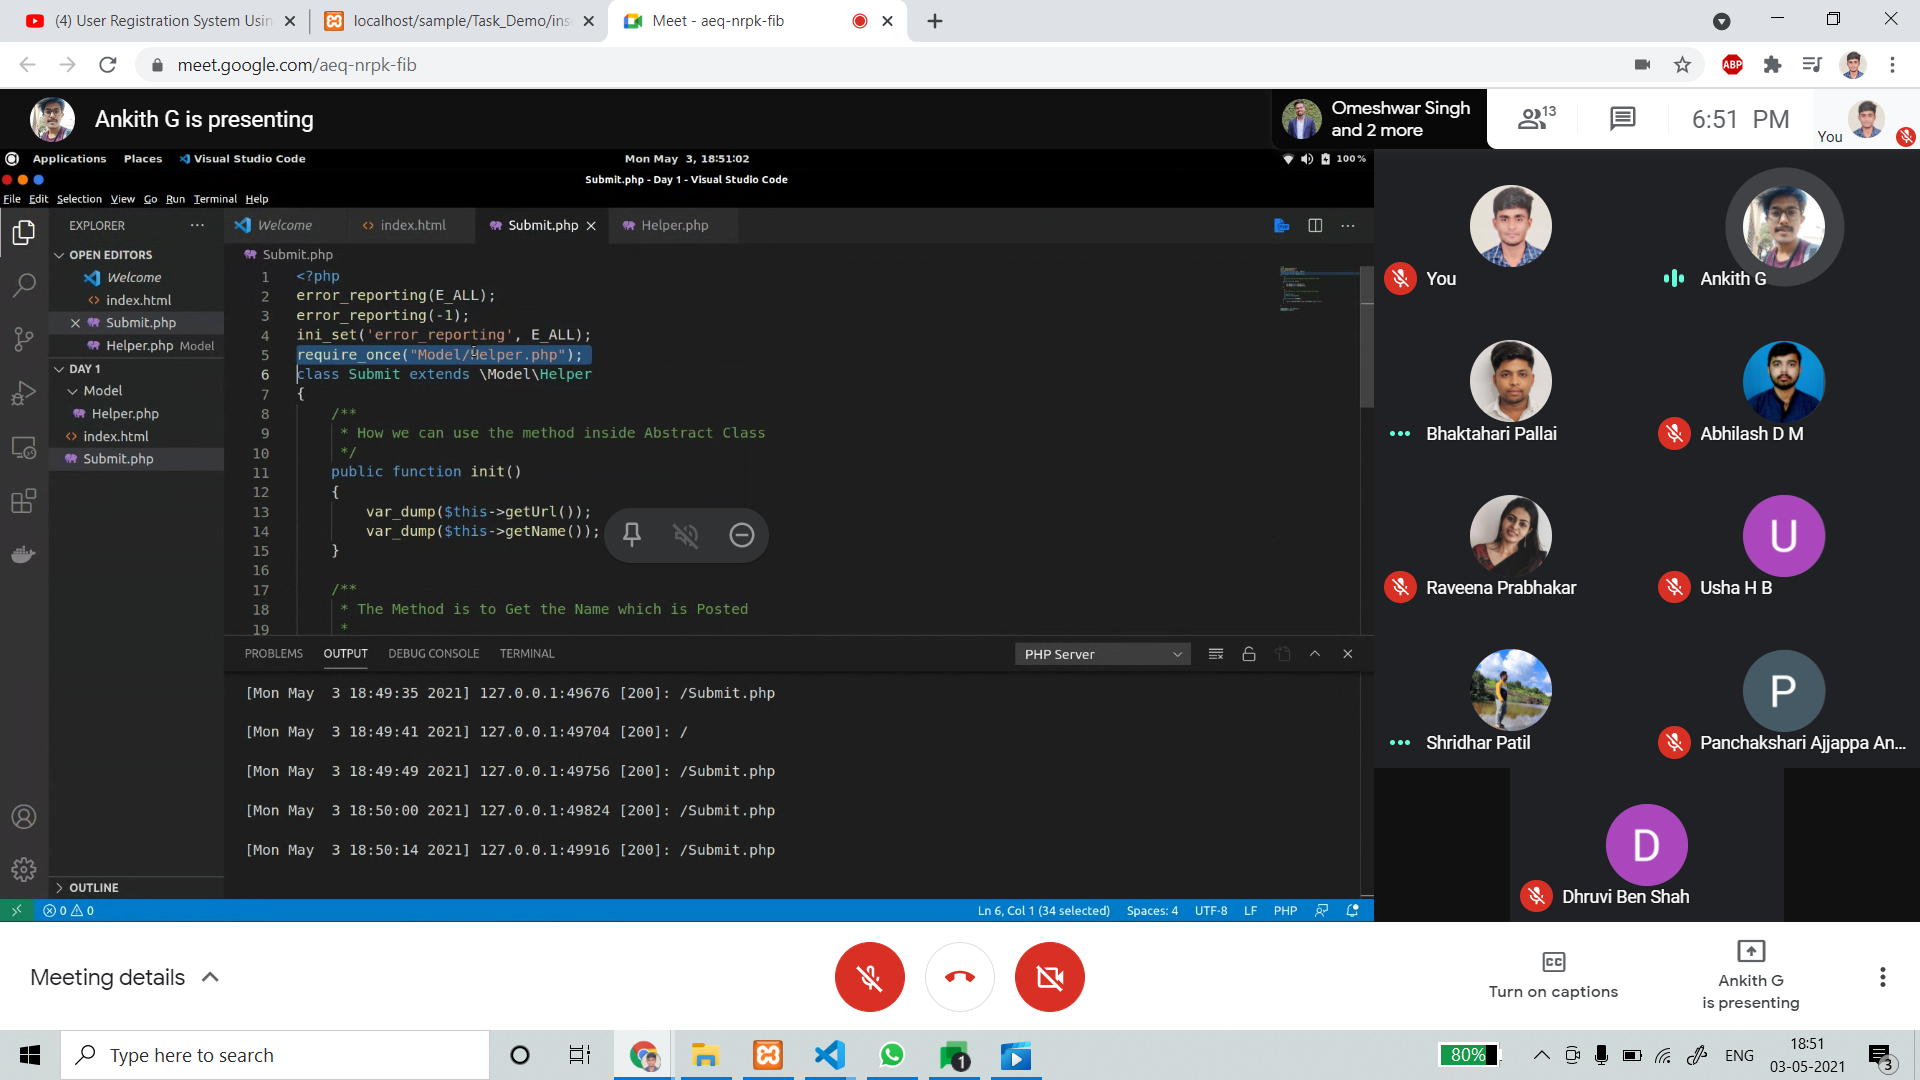 (4) User Registration System Usin
localhost/sample/Task_Demo/ins
Meet - aeq-nrpk-fib
meet.google.com/aeq-nrpk-fib
ABP
Ankith G is presenting
Omeshwar Singh
and 2 more
13
6:51 PM
You
Applications Places Visual Studio Code
Mon May 3, 18:51:02
100%
Submit.php - Day 1 - Visual Studio Code
File Edit Selection View Go Run Terminal Help
EXPLORER
OPEN EDITORS
Welcome
index.html
Submit.php
Helper.php Model
DAY 1
Model
Helper.php
index.html
Submit.php
OUTLINE
Welcome
index.html
Submit.php
Helper.php
Submit.php
1 <?php
2 error_reporting(E_ALL);
3 error_reporting(-1);
4 ini_set('error_reporting', E_ALL);
5 require_once("Model/Helper.php");
6 class Submit extends \Model\Helper
7 {
8 /**
9 * How we can use the method inside Abstract Class
10 */
11 public function init()
12 {
13 var_dump($this->getUrl());
14 var_dump($this->getName());
15 }
16
17 /**
18 * The Method is to Get the Name which is Posted
19 *
PROBLEMS OUTPUT DEBUG CONSOLE TERMINAL
PHP Server
[Mon May  3 18:49:35 2021] 127.0.0.1:49676 [200]: /Submit.php
[Mon May  3 18:49:41 2021] 127.0.0.1:49704 [200]: /
[Mon May  3 18:49:49 2021] 127.0.0.1:49756 [200]: /Submit.php
[Mon May  3 18:50:00 2021] 127.0.0.1:49824 [200]: /Submit.php
[Mon May  3 18:50:14 2021] 127.0.0.1:49916 [200]: /Submit.php
0 0
Ln 6, Col 1 (34 selected) Spaces: 4 UTF-8 LF PHP
You
Ankith G
Bhaktahari Pallai
Abhilash D M
Raveena Prabhakar
U
Usha H B
Shridhar Patil
P
Panchakshari Ajjappa An...
D
Dhruvi Ben Shah
Meeting details
CC
Turn on captions
Ankith G
is presenting
Type here to search
1
80%
ENG
18:51
03-05-2021
3